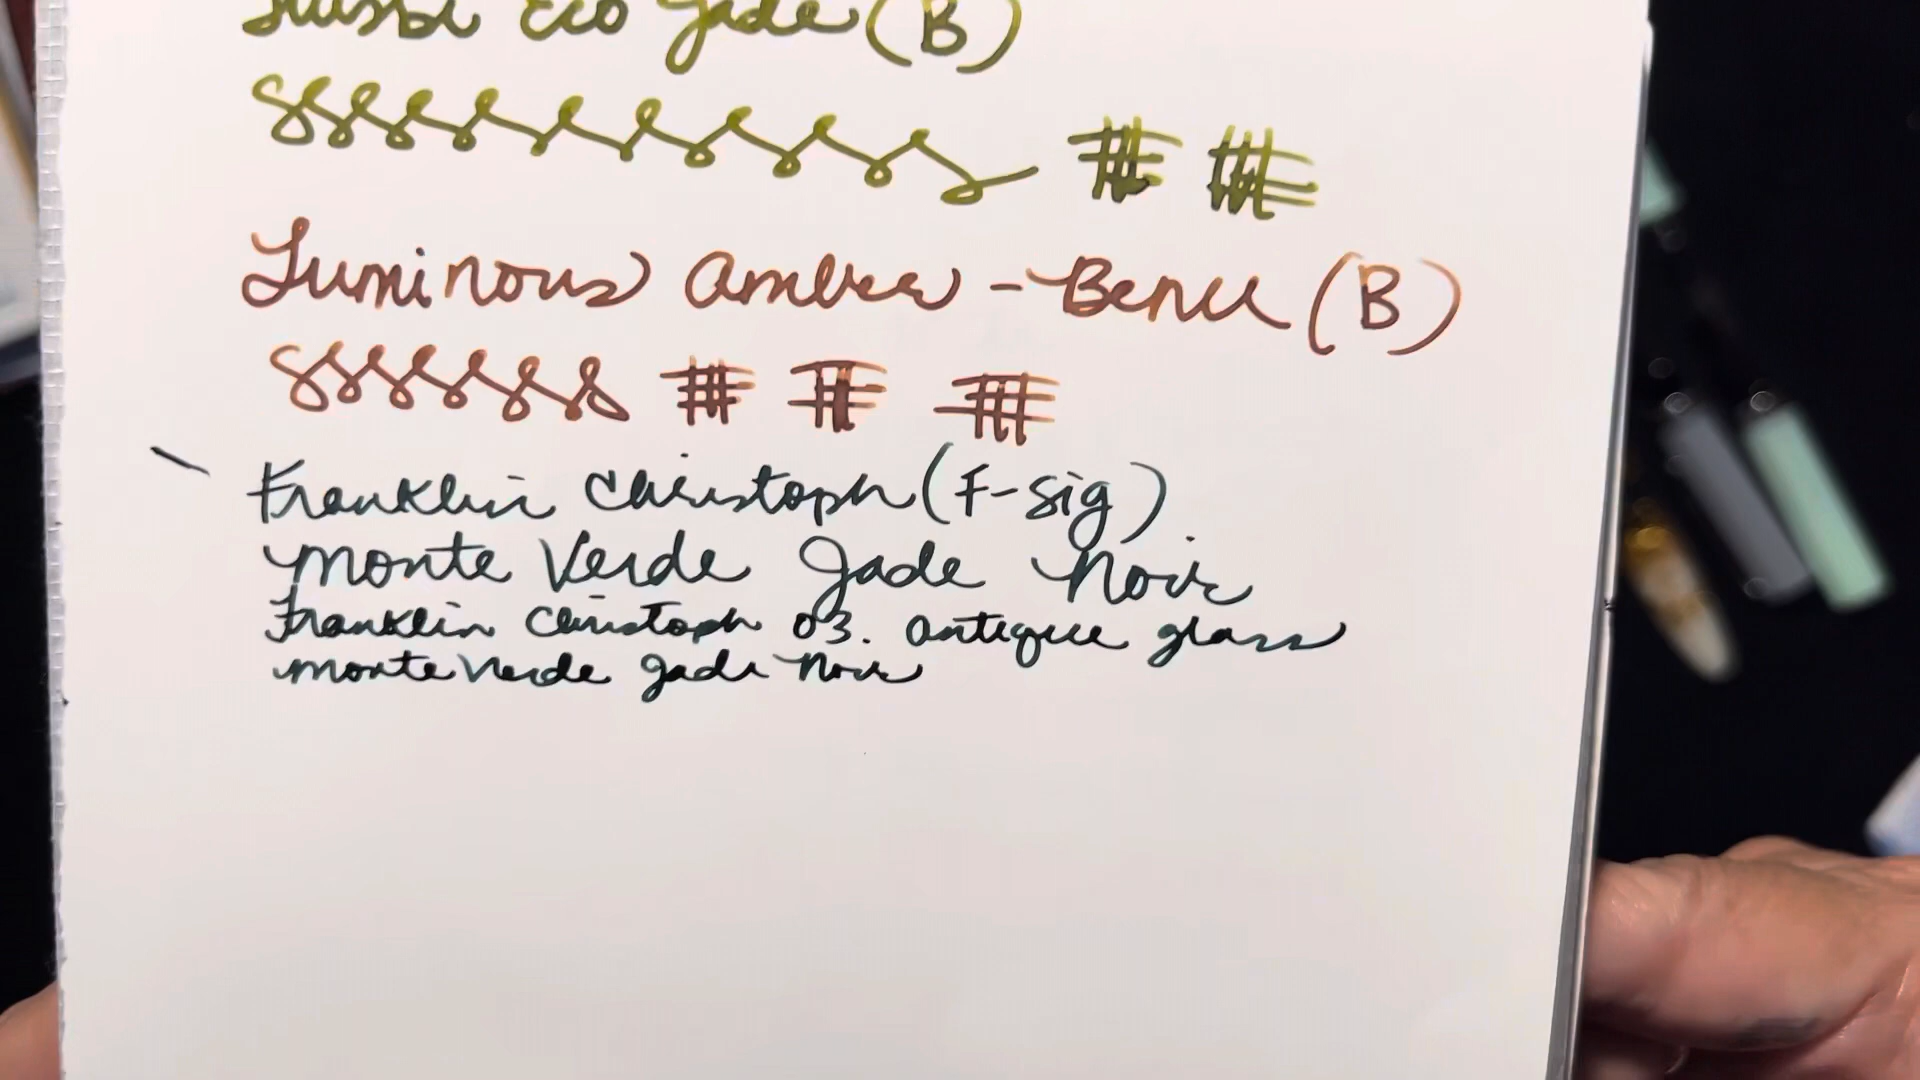 Eco Jade (B)
Luminous Amber - Benu (B)
Franklin Christoph (F-Sig)
Monte Verde Jade Noir
Franklin Christoph 03. Antique glass
Monte Verde Jade Noir